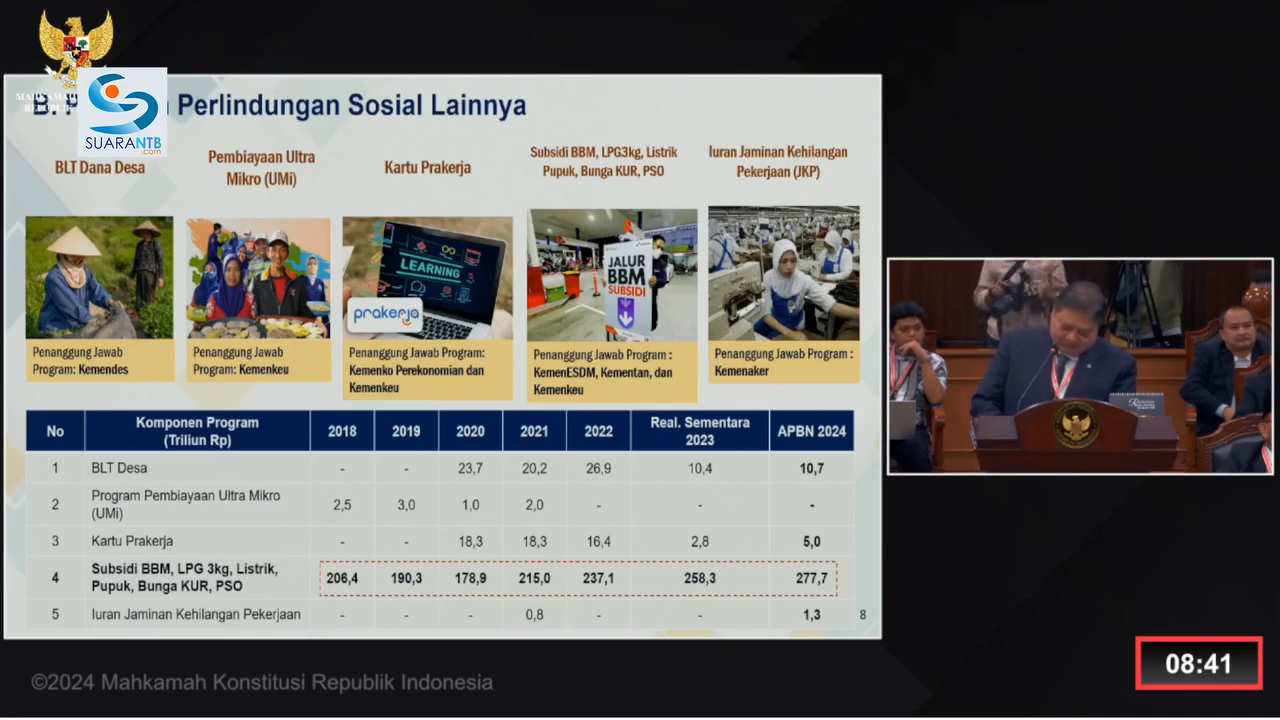 SUARANTB
.com
Perlindungan Sosial Lainnya
BLT Dana Desa
Pembiayaan Ultra
Mikro (UMi)
Kartu Prakerja
Subsidi BBM, LPG3kg, Listrik
Pupuk, Bunga KUR, PSO
Iuran Jaminan Kehilangan
Pekerjaan (JKP)
LEARNING
prakerja
JALUR
BBM
SUBSIDI
Penanggung Jawab
Program: Kemendes
Penanggung Jawab
Program: Kemenkeu
Penanggung Jawab Program:
Kemenko Perekonomian dan
Kemenkeu
Penanggung Jawab Program :
KemenESDM, Kementan, dan
Kemenkeu
Penanggung Jawab Program :
Kemenaker
No Komponen Program (Triliun Rp) 2018 2019 2020 2021 2022 Real. Sementara 2023 APBN 2024
1 BLT Desa - - 23,7 20,2 26,9 10,4 10,7
2 Program Pembiayaan Ultra Mikro (UMi) 2,5 3,0 1,0 2,0 - - -
3 Kartu Prakerja - - 18,3 18,3 16,4 2,8 5,0
4 Subsidi BBM, LPG 3kg, Listrik, Pupuk, Bunga KUR, PSO 206,4 190,3 178,9 215,0 237,1 258,3 277,7
5 Iuran Jaminan Kehilangan Pekerjaan - - - 0,8 - - 1,3
8
©2024 Mahkamah Konstitusi Republik Indonesia
08:41